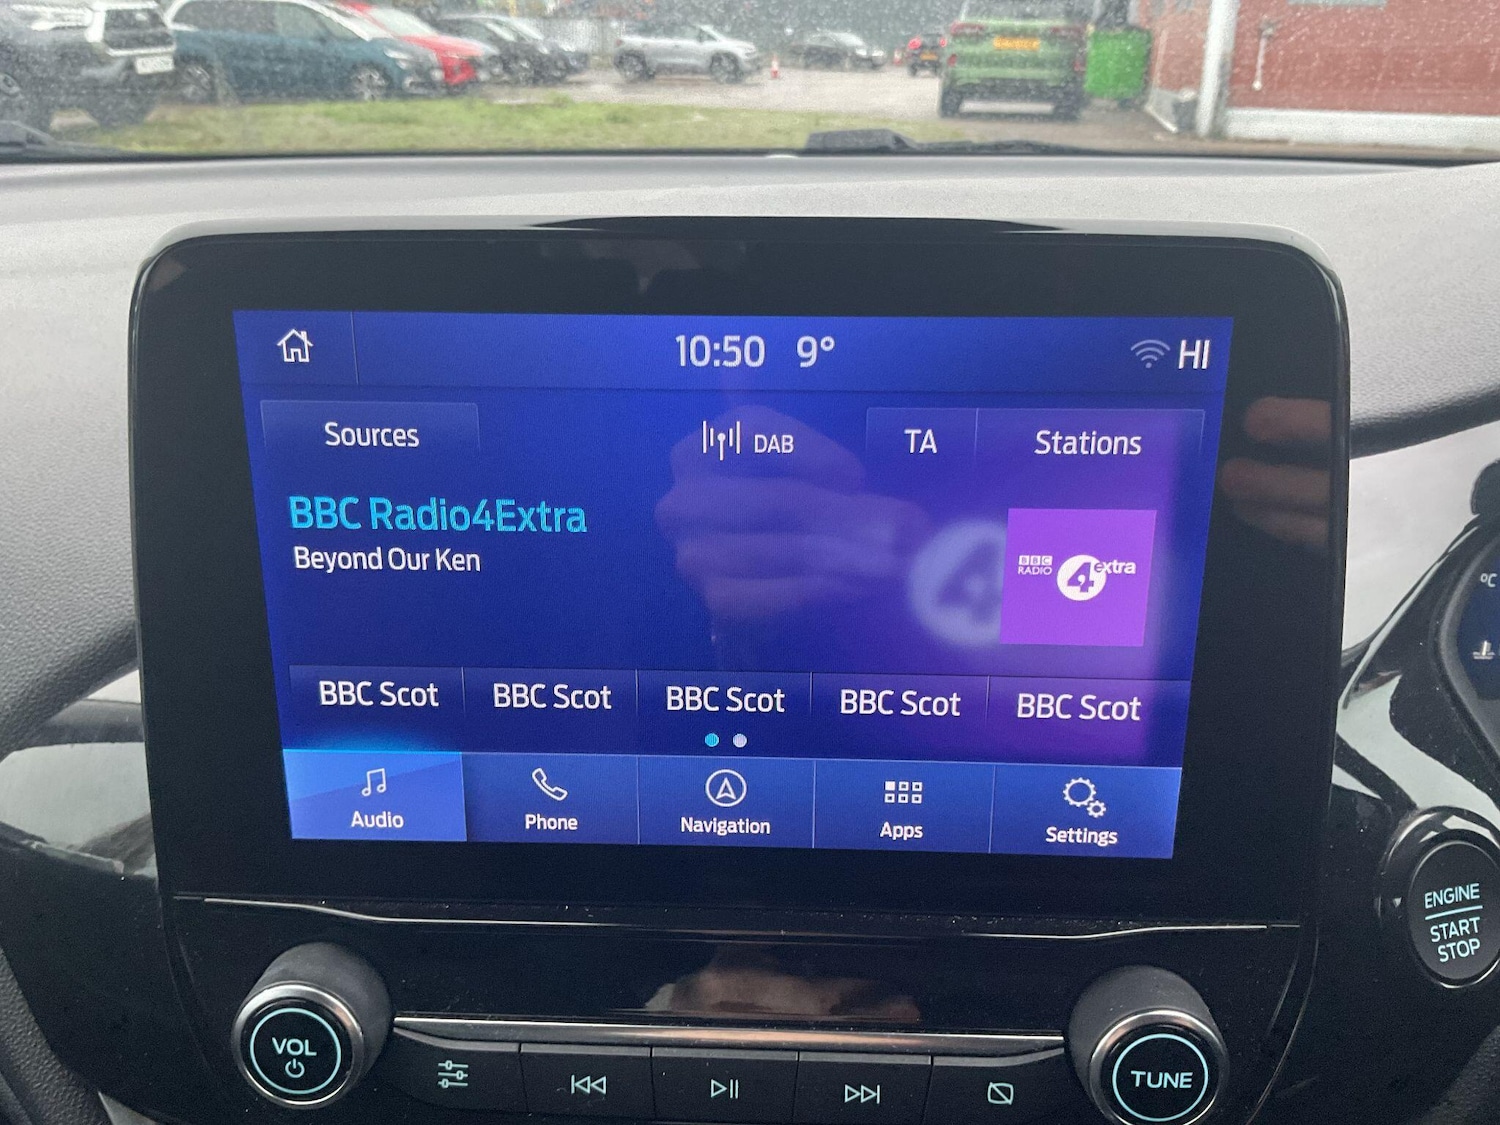 10:50 9° HI
Sources DAB TA Stations
BBC Radio4Extra
Beyond Our Ken
BBC
RADIO 4 extra
BBC Scot BBC Scot BBC Scot BBC Scot BBC Scot
Audio Phone Navigation Apps Settings
°C
ENGINE
START
STOP
VOL
TUNE